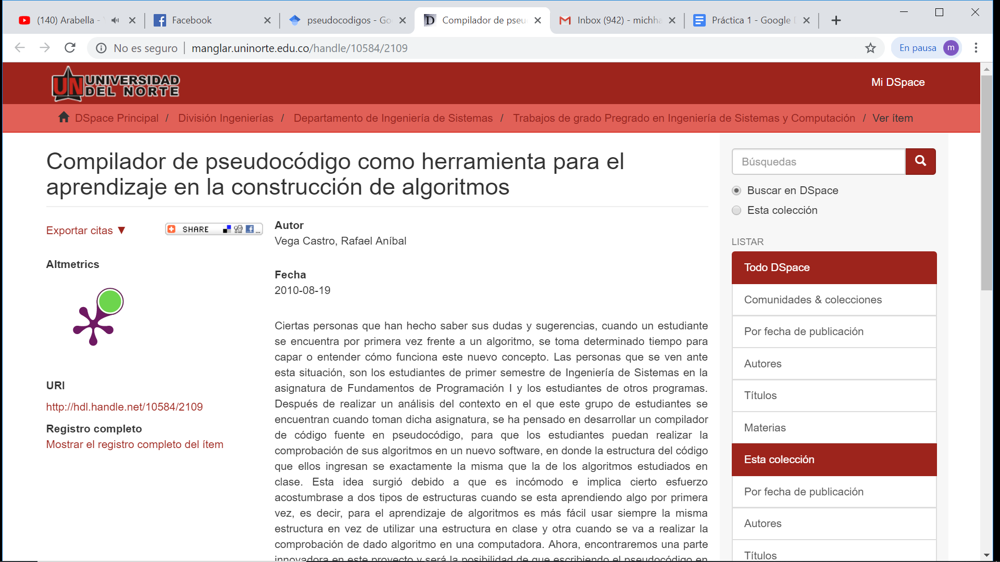 (140) Arabella -
Facebook
pseudocodigos - Go
Compilador de pseu
Inbox (942) - michha
Práctica 1 - Google D
No es seguro
manglar.uninorte.edu.co/handle/10584/2109
En pausa
m
UN UNIVERSIDAD
DEL NORTE
Mi DSpace
DSpace Principal / División Ingenierías / Departamento de Ingeniería de Sistemas / Trabajos de grado Pregrado en Ingeniería de Sistemas y Computación / Ver ítem
Compilador de pseudocódigo como herramienta para el
aprendizaje en la construcción de algoritmos
Exportar citas
SHARE
...
Altmetrics
URI
http://hdl.handle.net/10584/2109
Registro completo
Mostrar el registro completo del ítem
Autor
Vega Castro, Rafael Aníbal
Fecha
2010-08-19
Ciertas personas que han hecho saber sus dudas y sugerencias, cuando un estudiante
se encuentra por primera vez frente a un algoritmo, se toma determinado tiempo para
capar o entender cómo funciona este nuevo concepto. Las personas que se ven ante
esta situación, son los estudiantes de primer semestre de Ingeniería de Sistemas en la
asignatura de Fundamentos de Programación I y los estudiantes de otros programas.
Después de realizar un análisis del contexto en el que este grupo de estudiantes se
encuentran cuando toman dicha asignatura, se ha pensado en desarrollar un compilador
de código fuente en pseudocódigo, para que los estudiantes puedan realizar la
comprobación de sus algoritmos en un nuevo software, en donde la estructura del código
que ellos ingresan se exactamente la misma que la de los algoritmos estudiados en
clase. Esta idea surgió debido a que es incómodo e implica cierto esfuerzo
acostumbrase a dos tipos de estructuras cuando se esta aprendiendo algo por primera
vez, es decir, para el aprendizaje de algoritmos es más fácil usar siempre la misma
estructura en vez de utilizar una estructura en clase y otra cuando se va a realizar la
comprobación de dado algoritmo en una computadora. Ahora, encontraremos una parte
innovadora en este proyecto y será la posibilidad de que escribiendo el pseudocódigo en
Búsquedas
Buscar en DSpace
Esta colección
LISTAR
Todo DSpace
Comunidades & colecciones
Por fecha de publicación
Autores
Títulos
Materias
Esta colección
Por fecha de publicación
Autores
Títulos